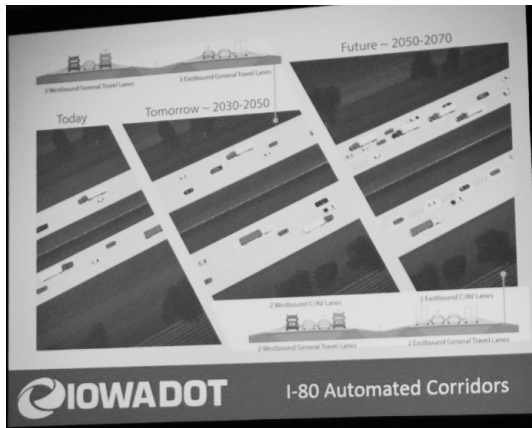 Future ~ 2050-2070
3 Westbound General Travel Lanes
3 Eastbound General Travel Lanes
Today
Tomorrow ~ 2030-2050
2 Westbound C/AV Lanes
2 Eastbound C/AV Lanes
2 Westbound General Travel Lanes
2 Eastbound General Travel Lanes
IOWADOT
I-80 Automated Corridors